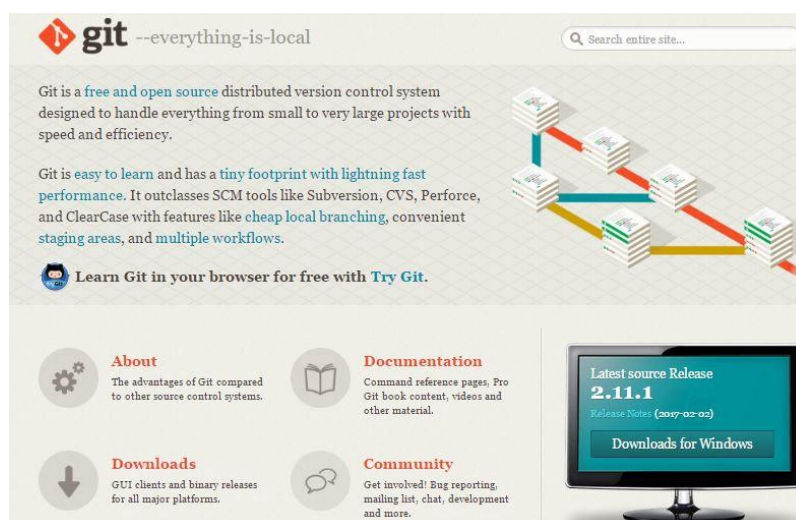 git --everything-is-local
Search entire site...
Git is a free and open source distributed version control system
designed to handle everything from small to very large projects with
speed and efficiency.
Git is easy to learn and has a tiny footprint with lightning fast
performance. It outclasses SCM tools like Subversion, CVS, Perforce,
and ClearCase with features like cheap local branching, convenient
staging areas, and multiple workflows.
Learn Git in your browser for free with Try Git.
About
The advantages of Git compared
to other source control systems.
Documentation
Command reference pages, Pro
Git book content, videos and
other material.
Latest source Release
2.11.1
Release Notes (2017-02-02)
Downloads for Windows
Downloads
GUI clients and binary releases
for all major platforms.
Community
Get involved! Bug reporting,
mailing list, chat, development
and more.